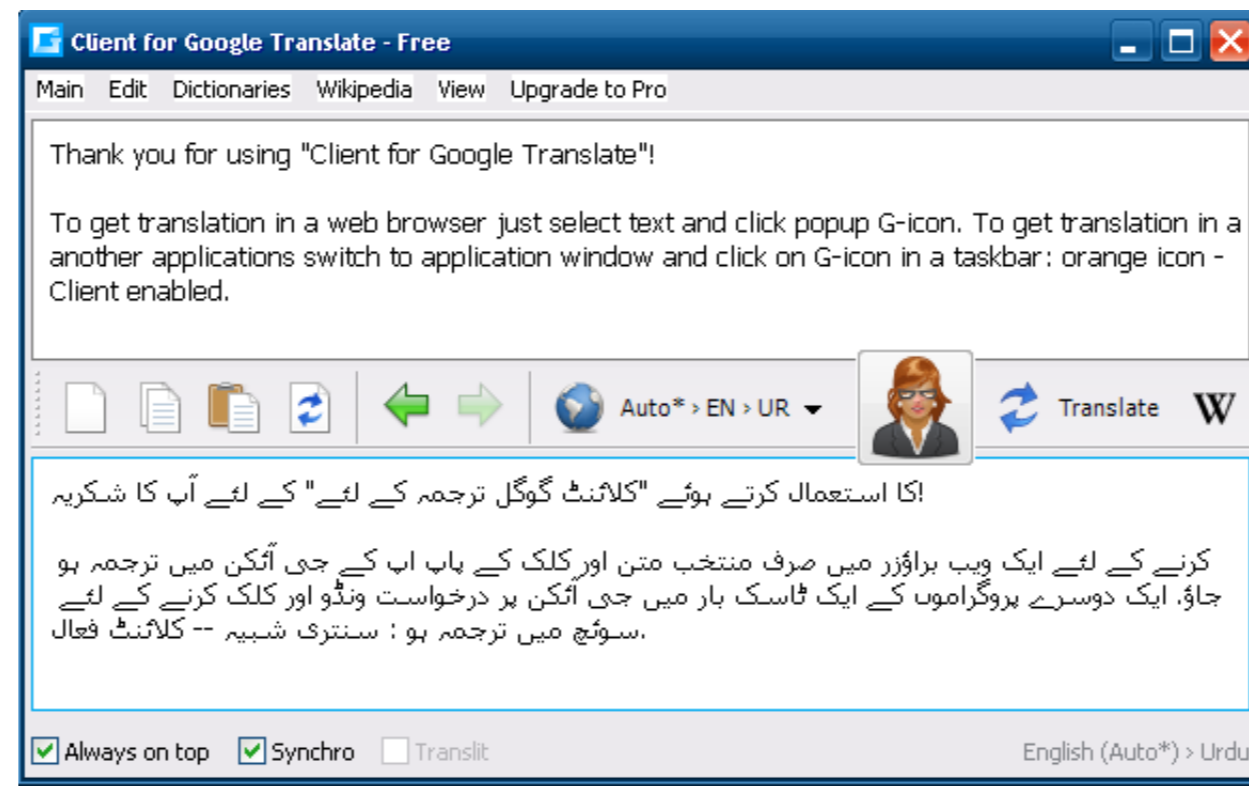 Client for Google Translate - Free
Main Edit Dictionaries Wikipedia View Upgrade to Pro
Thank you for using "Client for Google Translate"!
To get translation in a web browser just select text and click popup G-icon. To get translation in a
another applications switch to application window and click on G-icon in a taskbar: orange icon -
Client enabled.
Auto* > EN > UR Translate W
کا استعمال کرتے ہوئے "کلائنٹ گوگل ترجمہ کے لئے" کے لئے آپ کا شکریہ!
کرنے کے لئے ایک ویب براؤزر میں صرف منتخب متن اور کلک کے پاپ اپ کے جی آئکن میں ترجمہ ہو
جاؤ. ایک دوسرے پروگراموں کے ایک ٹاسک بار میں جی آئکن پر درخواست ونڈو اور کلک کرنے کے لئے
سوئچ میں ترجمہ ہو : سنتری شبیہ -- کلائنٹ فعال.
Always on top Synchro Translit English (Auto*) > Urdu